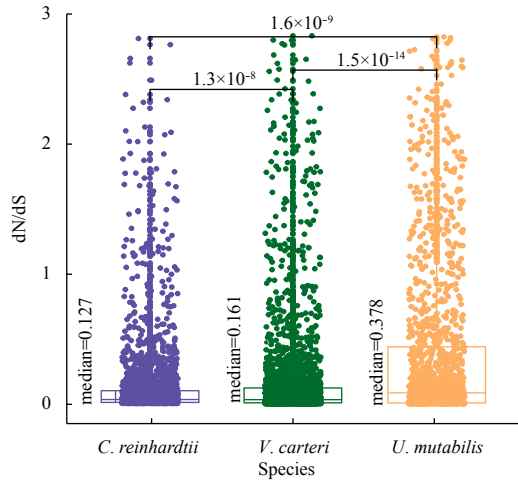 3
2
1
0
dN/dS
1.6×10⁻⁹
1.5×10⁻¹⁴
1.3×10⁻⁸
median=0.127
median=0.161
median=0.378
C. reinhardtii
V. carteri
U. mutabilis
Species